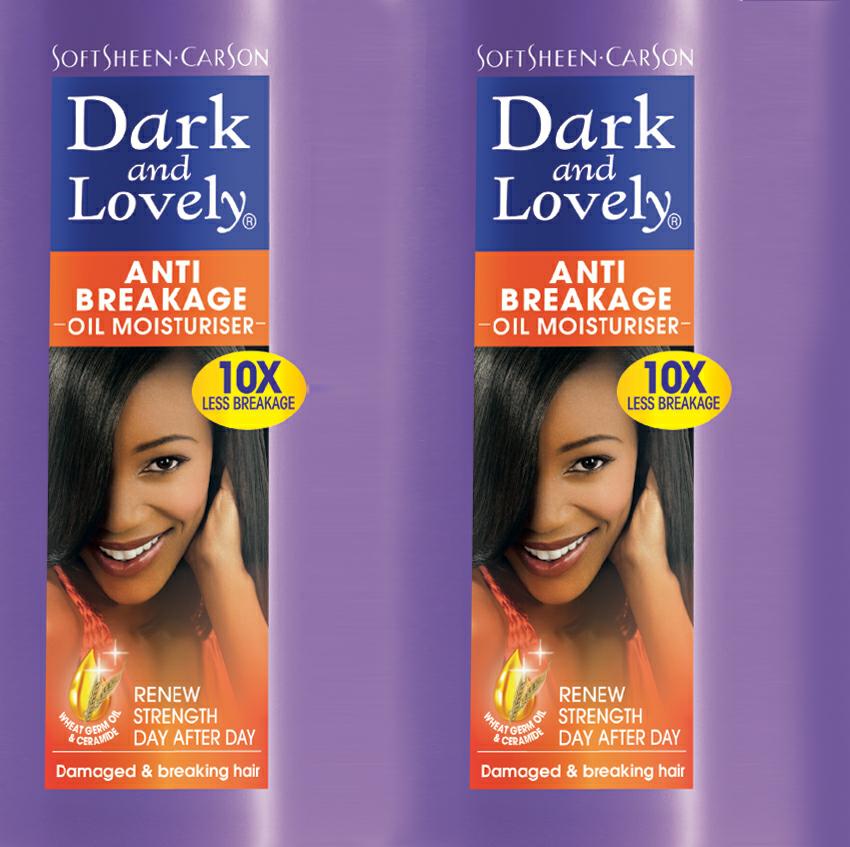 SOFTSHEEN·CARSON
Dark
and
Lovely®
ANTI
BREAKAGE
–OIL MOISTURISER–
10X
LESS BREAKAGE
WHEAT GERM OIL
& CERAMIDE
RENEW
STRENGTH
DAY AFTER DAY
Damaged & breaking hair
SOFTSHEEN·CARSON
Dark
and
Lovely®
ANTI
BREAKAGE
–OIL MOISTURISER–
10X
LESS BREAKAGE
WHEAT GERM OIL
& CERAMIDE
RENEW
STRENGTH
DAY AFTER DAY
Damaged & breaking hair